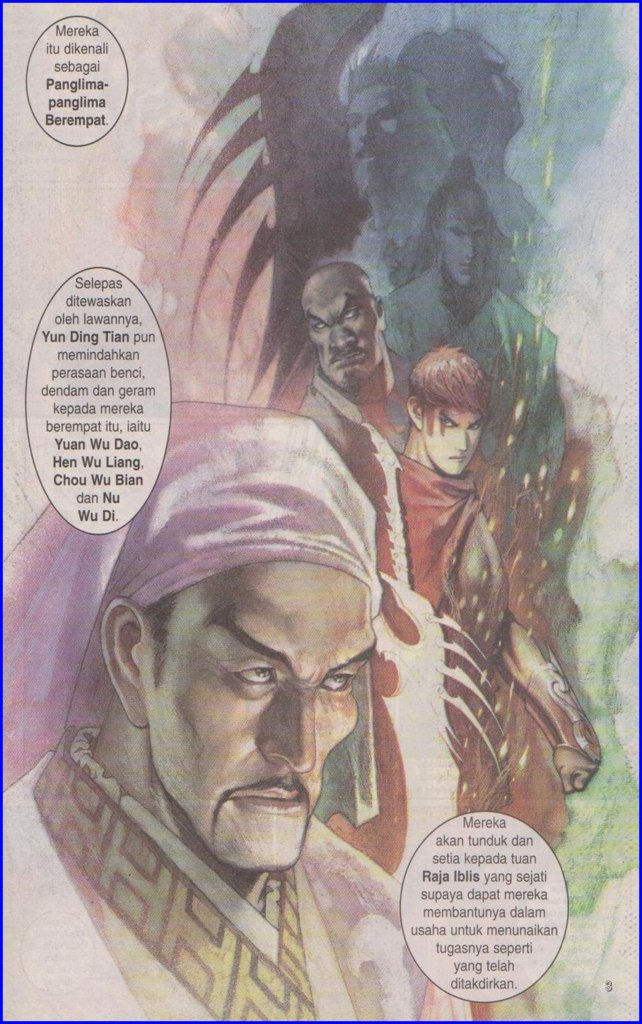 Mereka
itu dikenali
sebagai
Panglima-
panglima
Berempat.
Selepas
ditewaskan
oleh lawannya,
Yun Ding Tian pun
memindahkan
perasaan benci,
dendam dan geram
kepada mereka
berempat itu, iaitu
Yuan Wu Dao,
Hen Wu Liang,
Chou Wu Bian
dan Nu
Wu Di.
Mereka
akan tunduk dan
setia kepada tuan
Raja Iblis yang sejati
supaya dapat mereka
membantunya dalam
usaha untuk menunaikan
tugasnya seperti
yang telah
ditakdirkan.
3